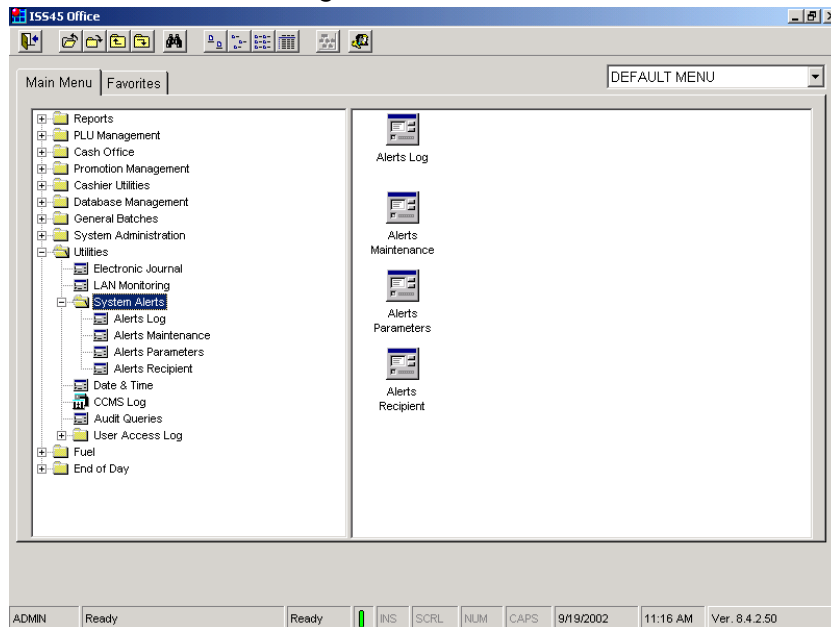 ISS45 Office
Main Menu
Favorites
DEFAULT MENU
Reports
PLU Management
Cash Office
Promotion Management
Cashier Utilities
Database Management
General Batches
System Administration
Utilities
Electronic Journal
LAN Monitoring
System Alerts
Alerts Log
Alerts Maintenance
Alerts Parameters
Alerts Recipient
Date & Time
CCMS Log
Audit Queries
User Access Log
Fuel
End of Day
Alerts Log
Alerts
Maintenance
Alerts
Parameters
Alerts
Recipient
ADMIN Ready Ready INS SCRL NUM CAPS 9/19/2002 11:16 AM Ver. 8.4.2.50